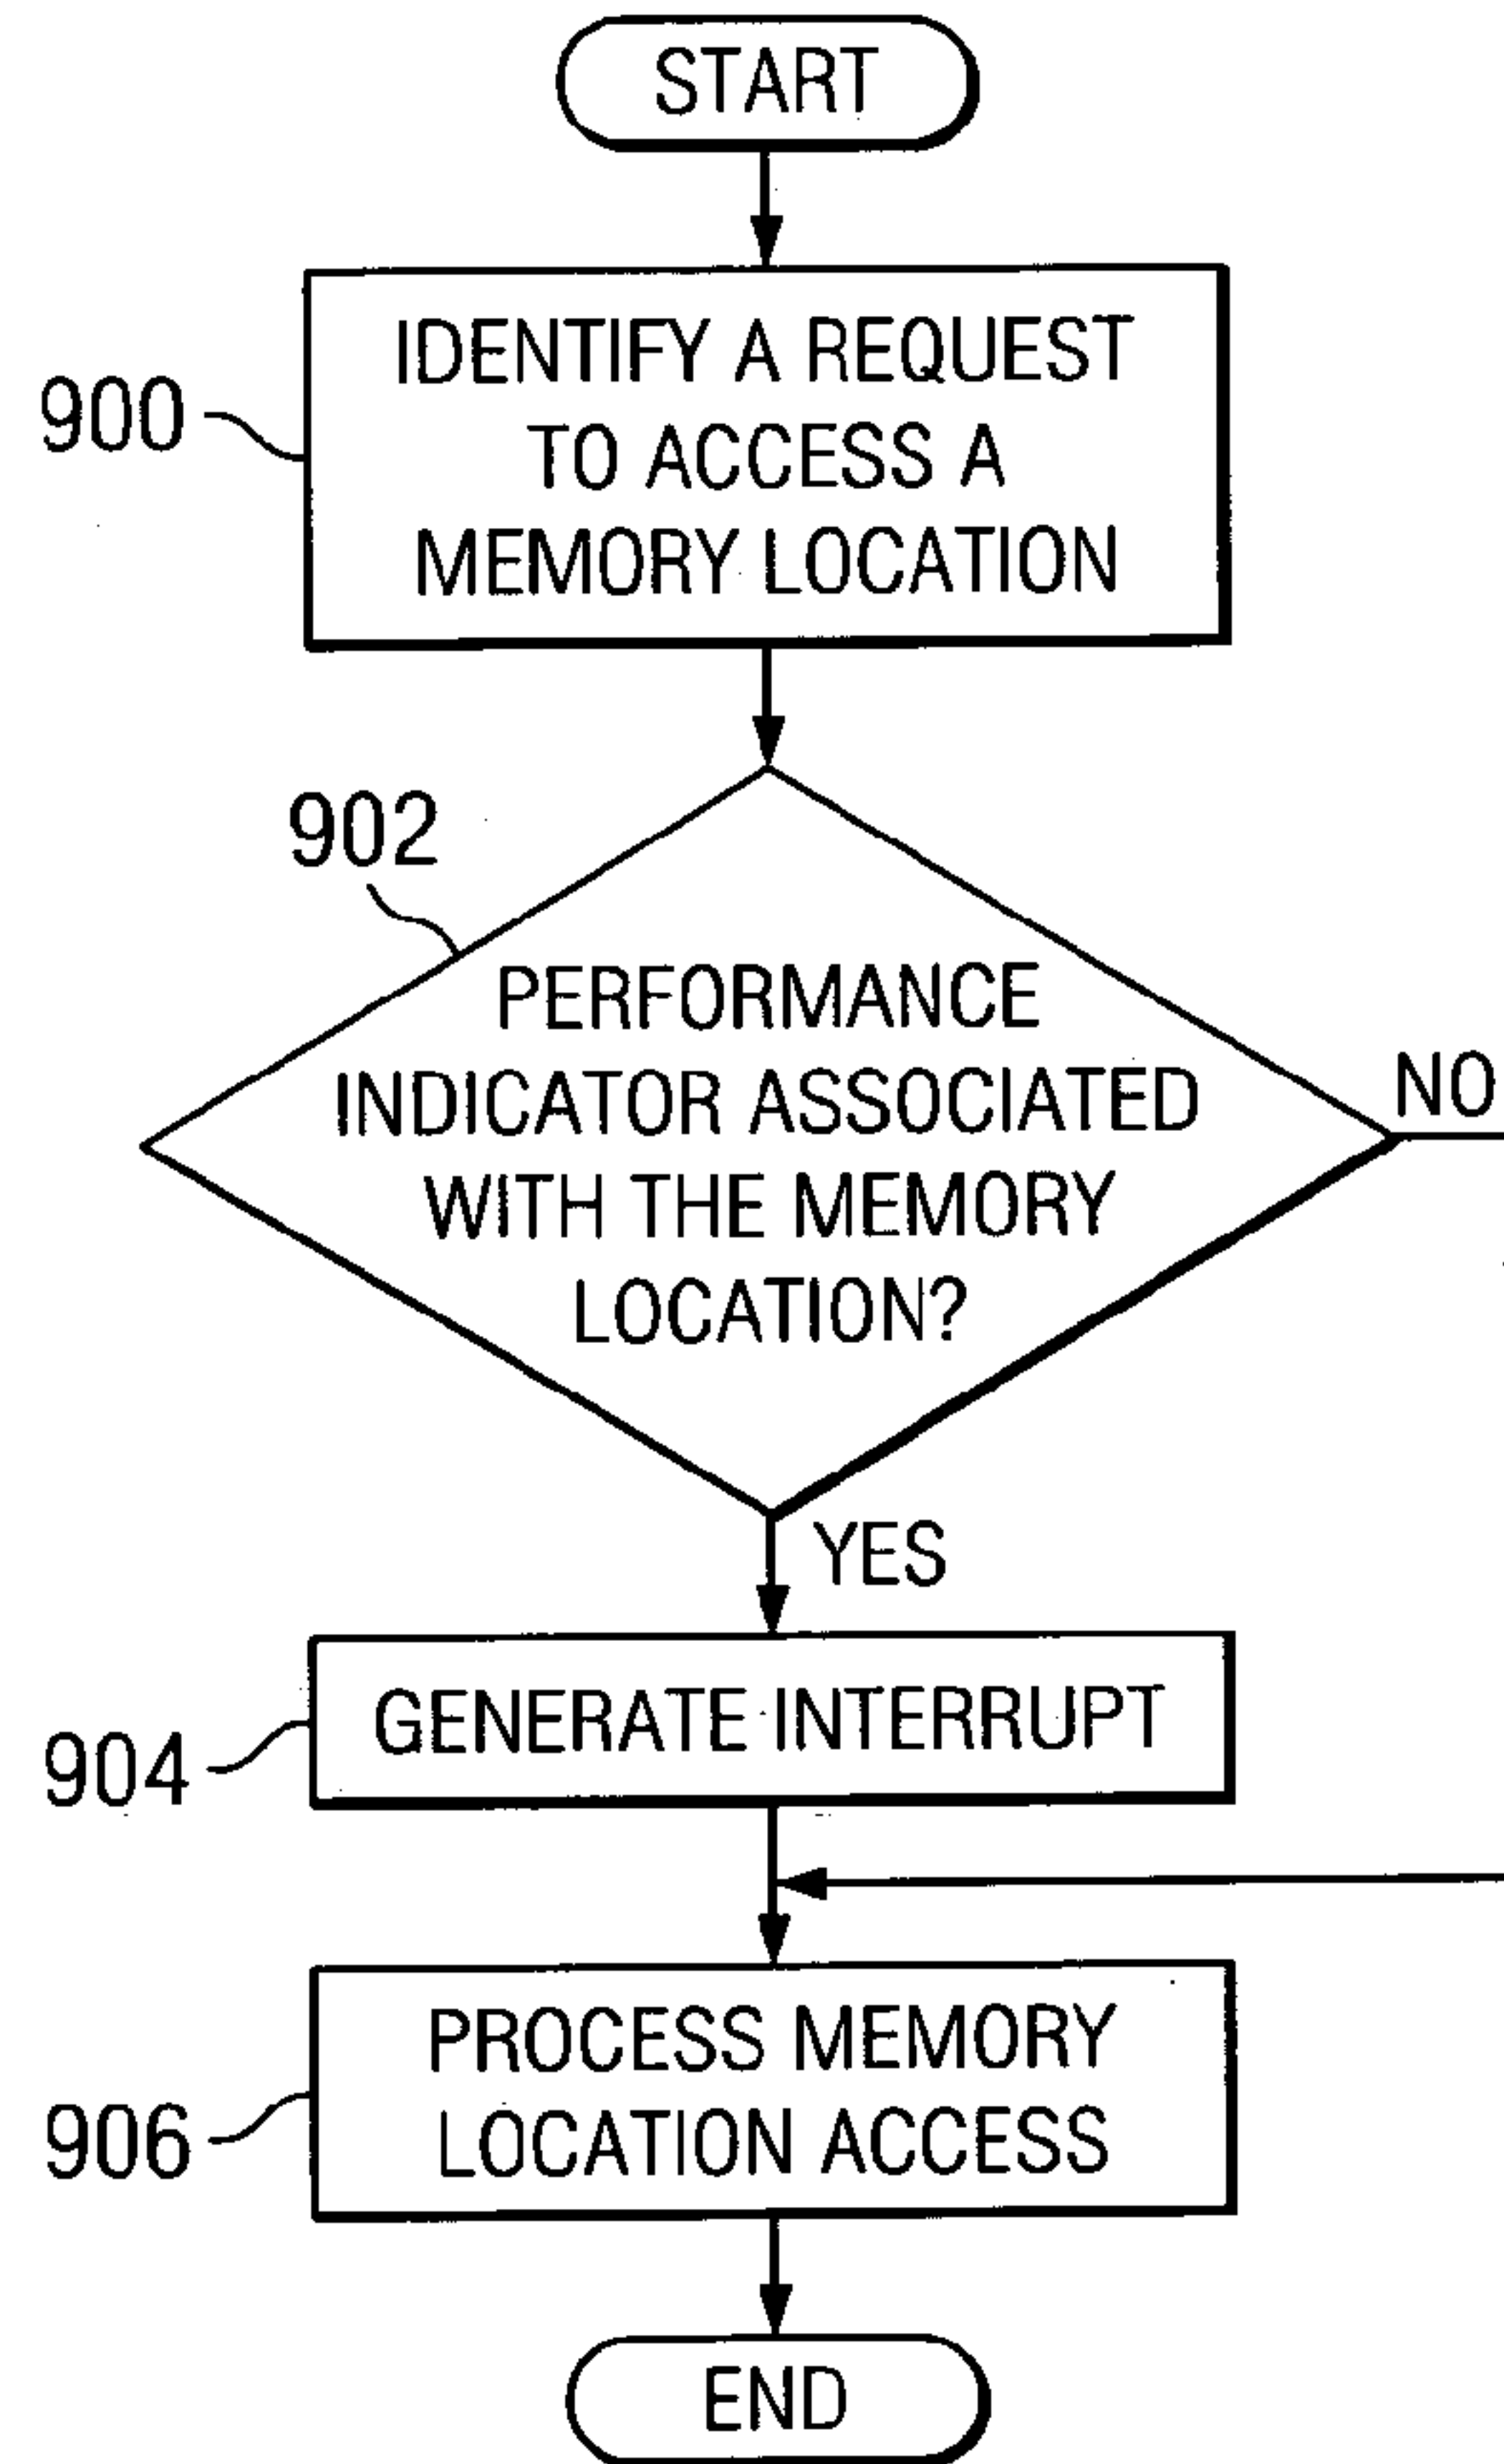 START
900
IDENTIFY A REQUEST
TO ACCESS A
MEMORY LOCATION
902
PERFORMANCE
INDICATOR ASSOCIATED
WITH THE MEMORY
LOCATION?
NO
YES
904
GENERATE INTERRUPT
906
PROCESS MEMORY
LOCATION ACCESS
END